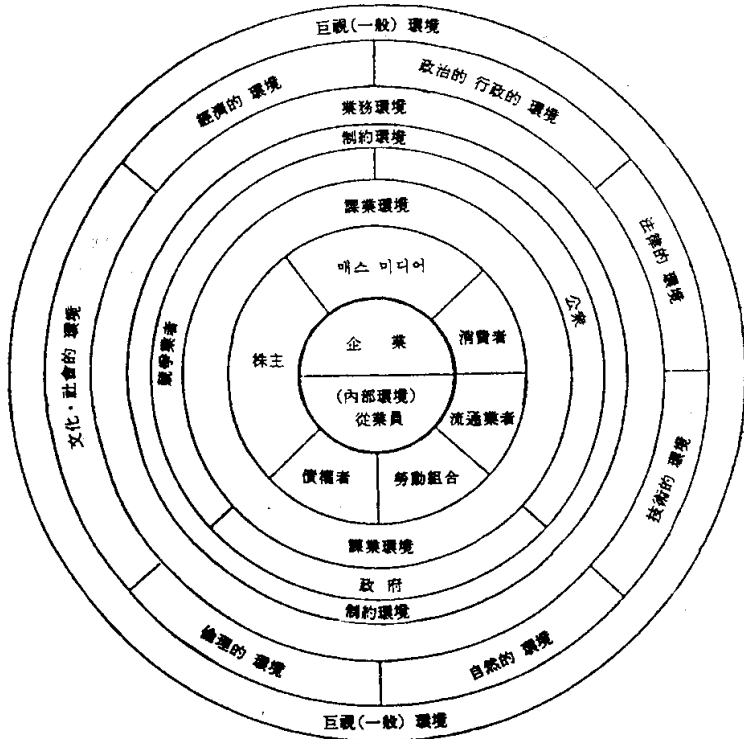 巨視(一般) 環境
經濟的 環境
政治的 行政的 環境
業務環境
制約環境
課業環境
매스 미디어
法律的 環境
公衆
文化·社會的 環境
競爭業者
株主
企 業
消費者
(內部環境)
從業員
流通業者
債權者
勞動組合
技術的 環境
課業環境
政 府
制約環境
倫理的 環境
自然的 環境
巨視(一般) 環境